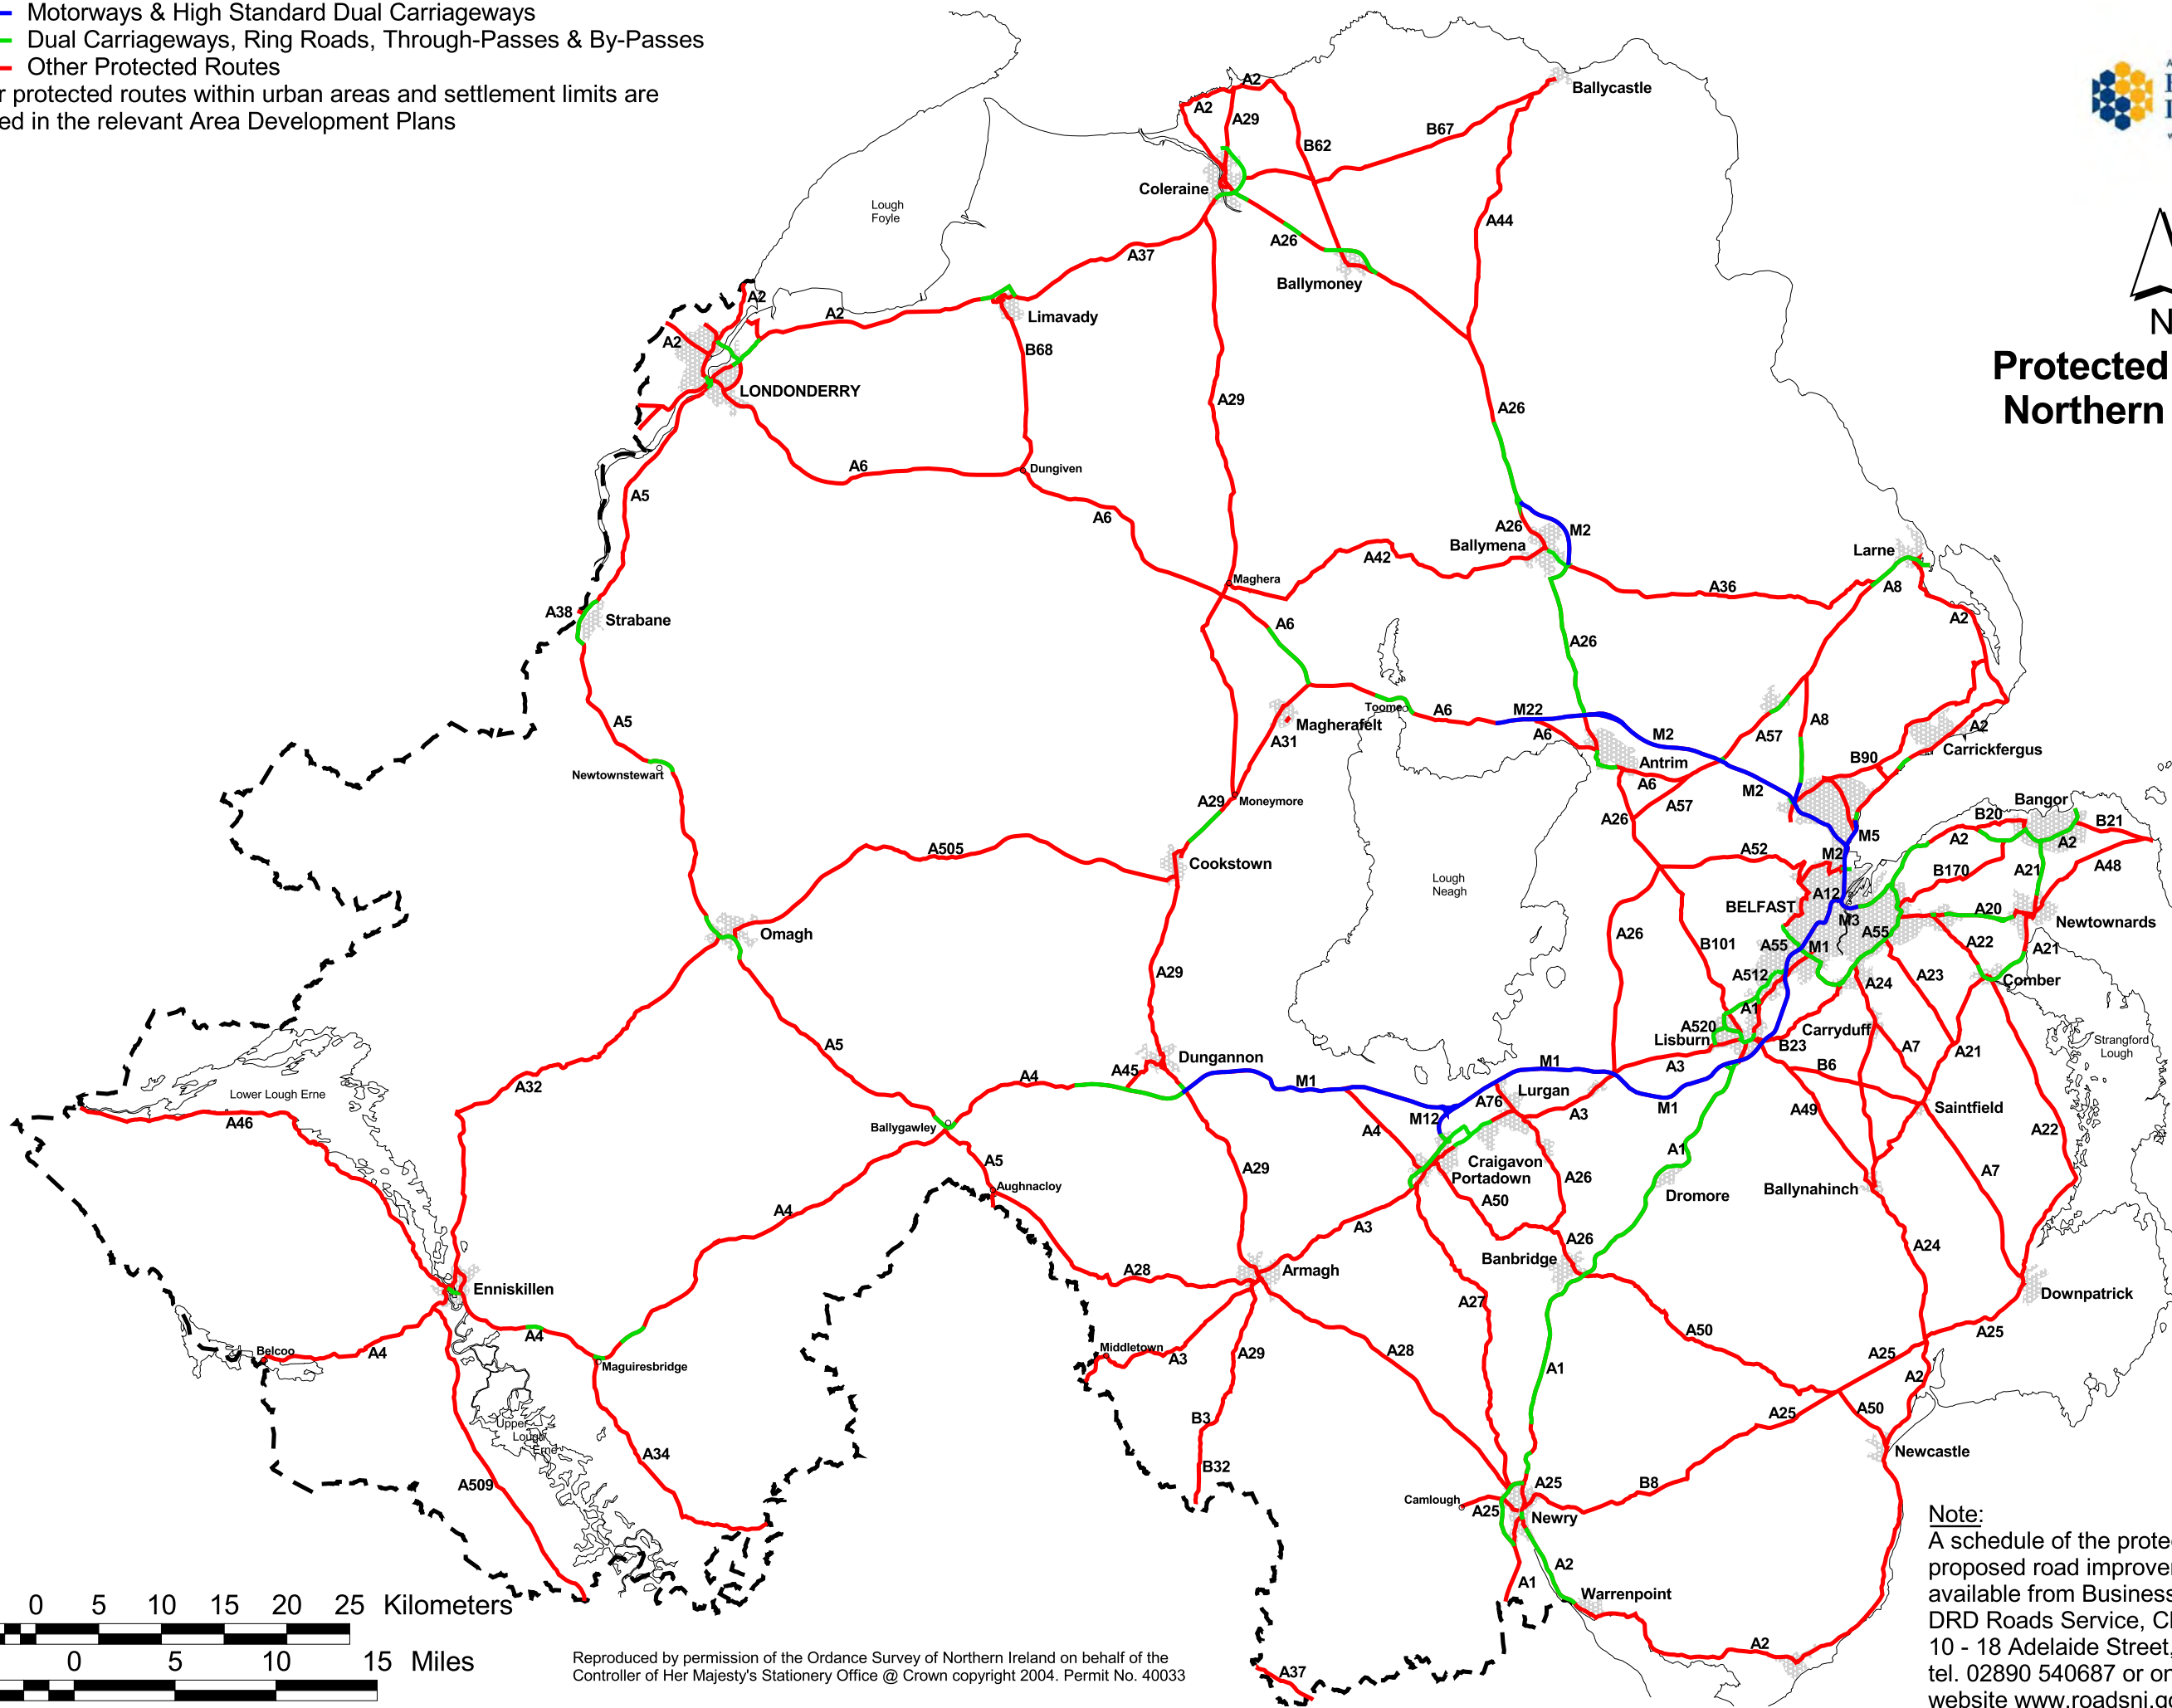 Motorways & High Standard Dual Carriageways
Dual Carriageways, Ring Roads, Through-Passes & By-Passes
Other Protected Routes
r protected routes within urban areas and settlement limits are
ed in the relevant Area Development Plans
N
Protected
Northern
A2
A2
A29
B62
B67
Ballycastle
Coleraine
Lough
Foyle
A44
A26
A37
Ballymoney
A2
A2
Limavady
A2
B68
LONDONDERRY
A29
A26
A6
Dungiven
A5
A6
A26
M2
Ballymena
Larne
A42
Maghera
A36
A8
A38
Strabane
A6
A2
A26
A5
Toome
A6
M22
A6
M2
A8
A57
A2
Magherafelt
A31
Carrickfergus
Newtownstewart
Antrim
B90
A6
M2
A29
Moneymore
A57
A26
Bangor
B20
B21
M5
A2
A2
A505
Cookstown
A52
M2
A48
Lough
Neagh
B170
A21
A12
BELFAST
A20
Newtownards
M3
Omagh
A26
B101
A55
A55
M1
A22
A21
A29
A512
A24
A23
Comber
A1
A520
Lisburn
Carryduff
B23
Strangford
Lough
A5
Dungannon
A7
A21
A45
A4
M1
M1
A3
B6
A32
Lower Lough Erne
Lurgan
A76
M12
A3
M1
A49
Saintfield
A46
Ballygawley
A4
A22
A1
A5
A29
Craigavon
Portadown
A26
A7
Aughnacloy
A50
Dromore
Ballynahinch
A4
A3
A26
Banbridge
A24
Enniskillen
A28
Armagh
A27
Downpatrick
A4
A50
A25
Belcoo
A4
Maguiresbridge
Middletown
A3
A29
A28
A1
A25
A2
Upper
Lough
Erne
B3
A25
A50
A34
Newcastle
A509
B32
A25
B8
Camlough
A25
Newry
A2
A1
Warrenpoint
A2
A37
0 5 10 15 20 25 Kilometers
0 5 10 15 Miles
Reproduced by permission of the Ordance Survey of Northern Ireland on behalf of the
Controller of Her Majesty's Stationery Office @ Crown copyright 2004. Permit No. 40033
Note:
A schedule of the prote
proposed road improver
available from Business
DRD Roads Service, Cl
10 - 18 Adelaide Street,
tel. 02890 540687 or on
website www.roadsni.go